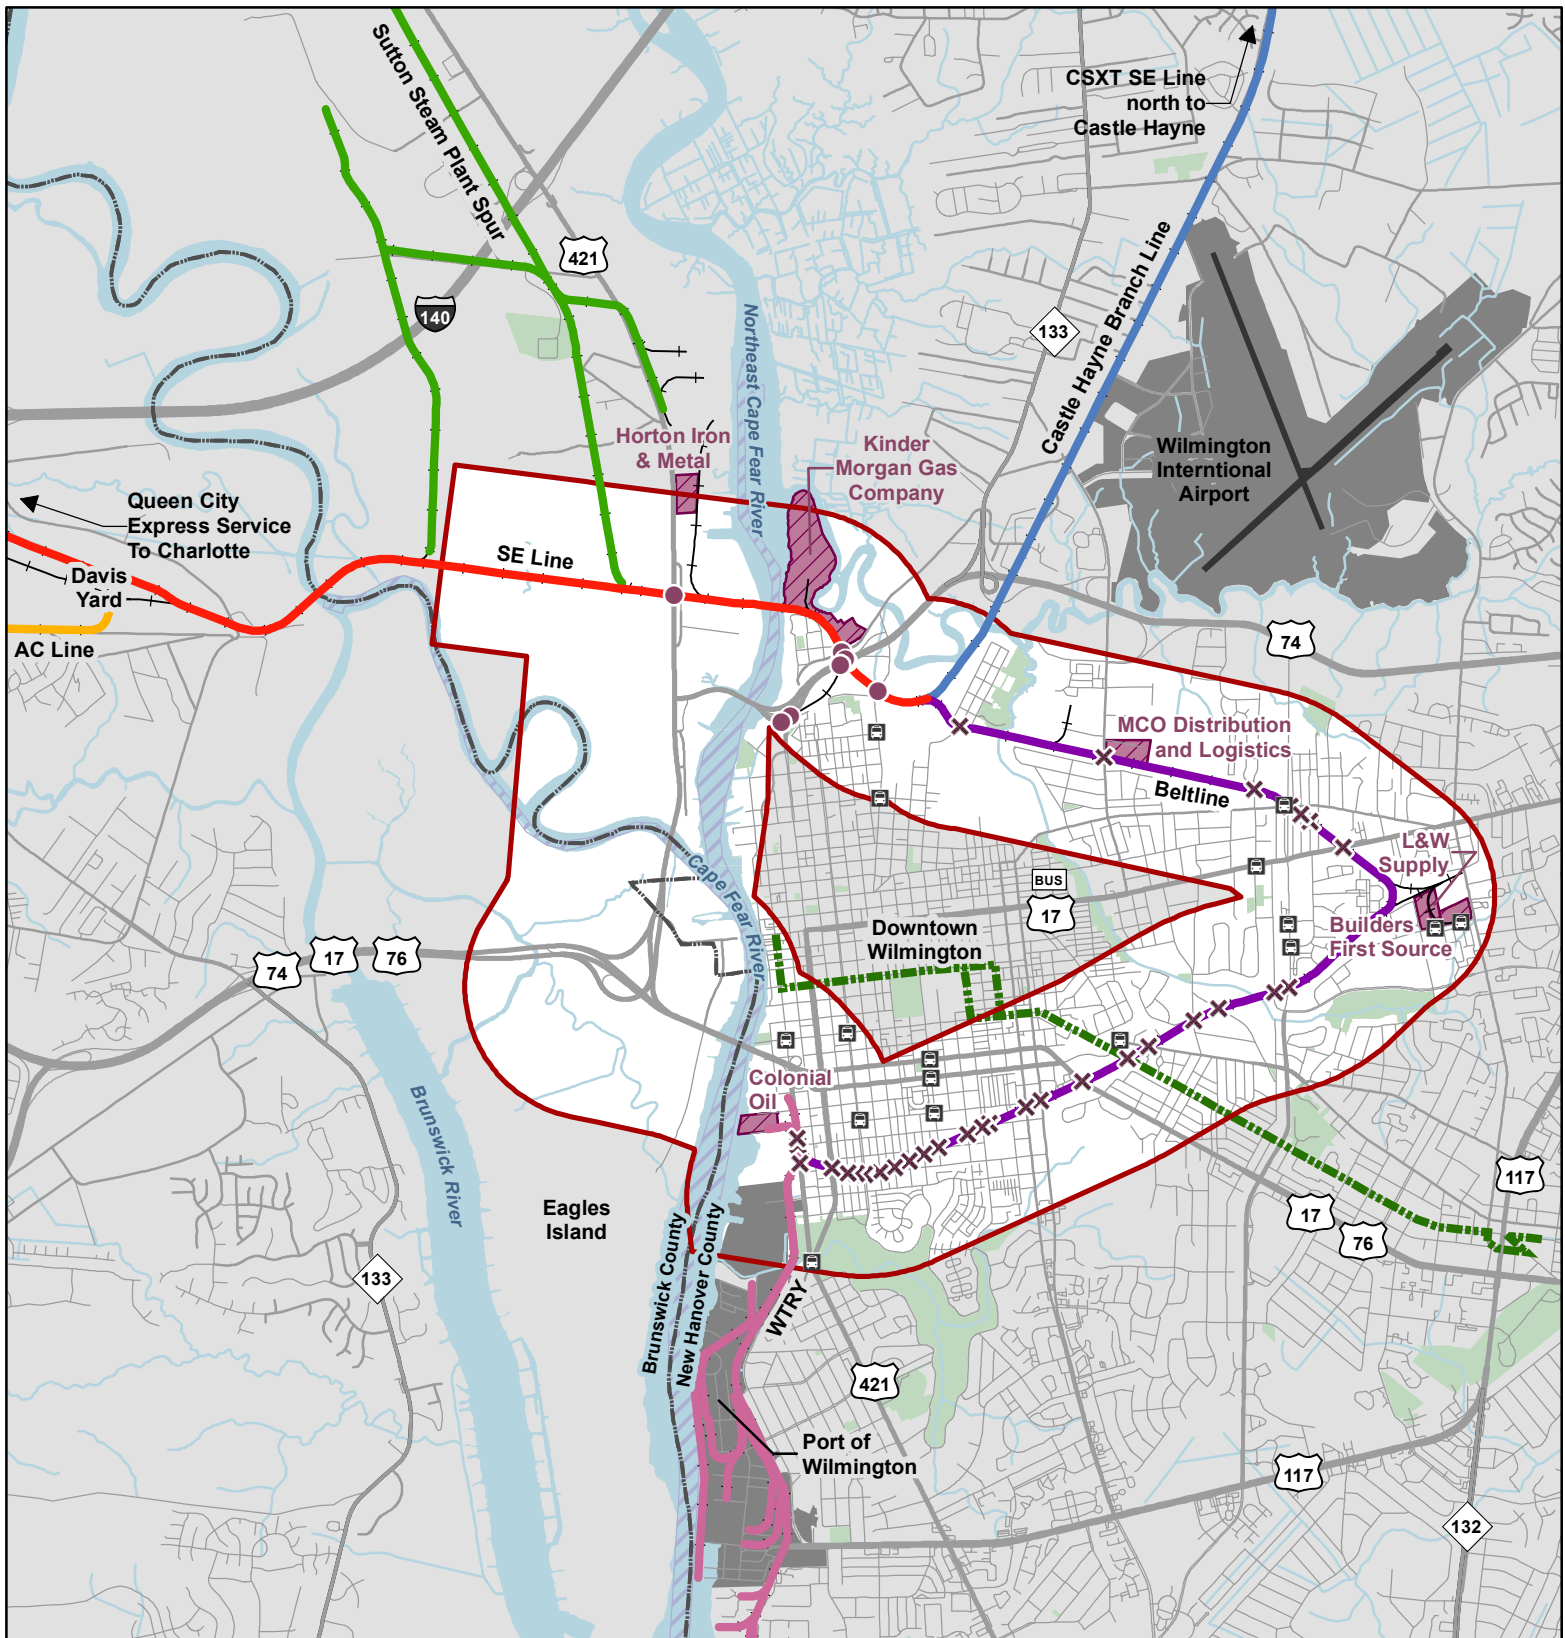 Sutton Steam Plant Spur
421
140
CSXT SE Line
north to
Castle Hayne
Castle Hayne Branch Line
133
Northeast Cape Fear River
Wilmington
Interntional
Airport
Horton Iron
& Metal
Kinder
Morgan Gas
Company
Queen City
Express Service
To Charlotte
SE Line
Davis
Yard
AC Line
74
MCO Distribution
and Logistics
Beltline
L&W
Supply
BUS
17
Cape Fear River
Downtown
Wilmington
Builders
First Source
74
17
76
Colonial
Oil
Brunswick River
117
17
76
Eagles
Island
Brunswick County
New Hanover County
133
WTRY
421
Port of
Wilmington
117
132